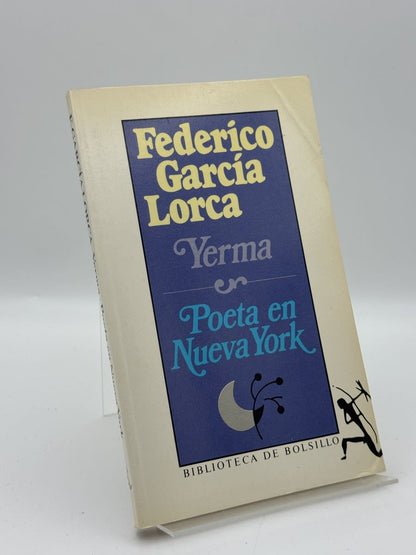 Federico
García
Lorca
Yerma
Poeta en
Nueva York
BIBLIOTECA DE BOLSILLO